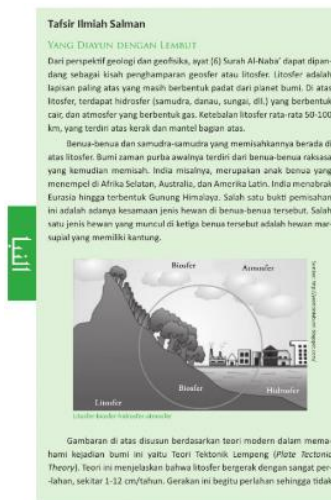 Tafsir Ilmiah Salman
YANG DIAYUN DENGAN LEMBUT
Dari perspektif geologi dan geofisika, ayat (6) Surah Al-Naba' dapat dipan-
dang sebagai kisah penghamparan geosfer atau litosfer. Litosfer adalah
lapisan paling atas yang masih berbentuk padat dari planet bumi. Di atas
litosfer, terdapat hidrosfer (samudra, danau, sungai, dll.) yang berbentuk
cair, dan atmosfer yang berbentuk gas. Ketebalan litosfer rata-rata 50-100
km, yang terdiri atas kerak dan mantel bagian atas.
Benua-benua dan samudra-samudra yang memisahkannya berada di
atas litosfer. Bumi zaman purba awalnya terdiri dari benua-benua raksasa
yang kemudian memisah. India misalnya, merupakan anak benua yang
menempel di Afrika Selatan, Australia, dan Amerika Latin. India menabrak
Eurasia hingga terbentuk Gunung Himalaya. Salah satu bukti pemisahan
ini adalah adanya kesamaan jenis hewan di benua-benua tersebut. Salah
satu jenis hewan yang muncul di ketiga benua tersebut adalah hewan mar-
supial yang memiliki kantung.
النبأ
Biosfer
Atmosfer
Biosfer
Litosfer
Hidrosfer
Litosfer-biosfer-hidrosfer-atmosfer
Gambaran di atas disusun berdasarkan teori modern dalam mema-
hami kejadian bumi ini yaitu Teori Tektonik Lempeng (Plate Tectonic
Theory). Teori ini menjelaskan bahwa litosfer bergerak dengan sangat per-
-lahan, sekitar 1-12 cm/tahun. Gerakan ini begitu perlahan sehingga tidak